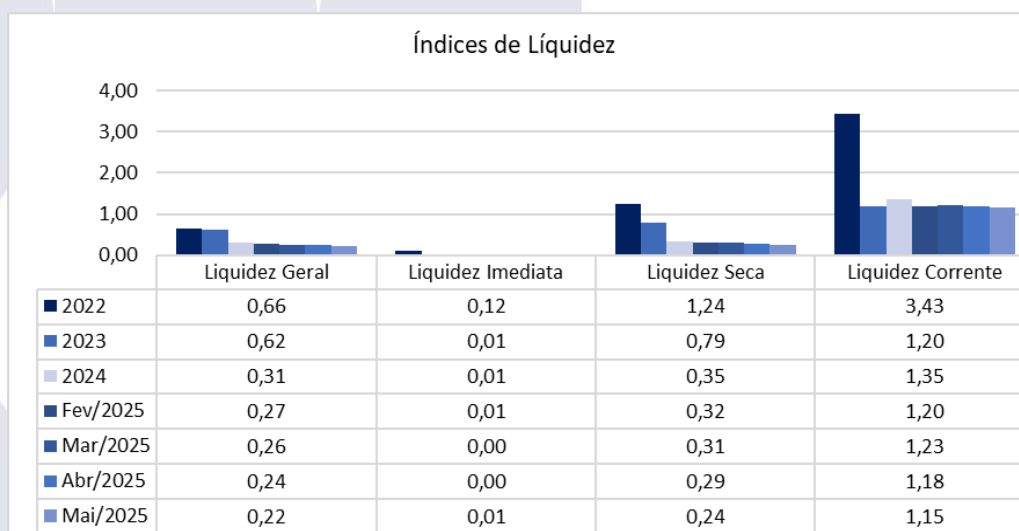 Índices de Líquidez
4,00
3,00
2,00
1,00
0,00
Liquidez Geral Liquidez Imediata Liquidez Seca Liquidez Corrente
2022 0,66 0,12 1,24 3,43
2023 0,62 0,01 0,79 1,20
2024 0,31 0,01 0,35 1,35
Fev/2025 0,27 0,01 0,32 1,20
Mar/2025 0,26 0,00 0,31 1,23
Abr/2025 0,24 0,00 0,29 1,18
Mai/2025 0,22 0,01 0,24 1,15